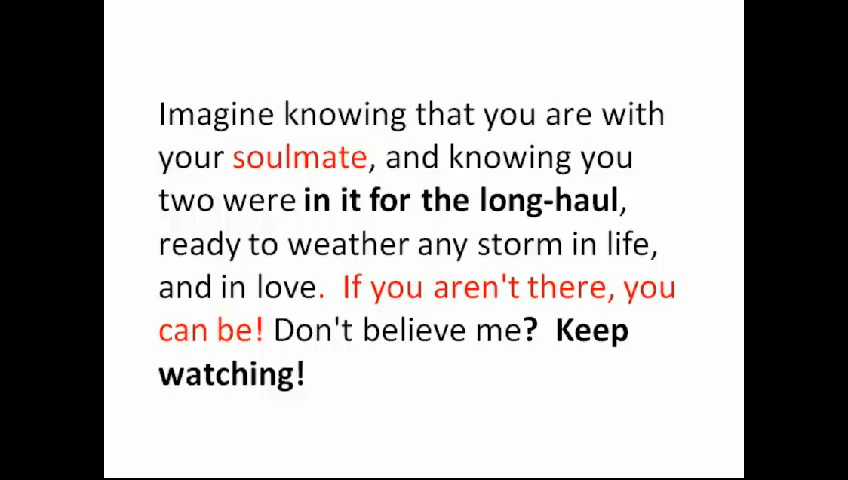 Imagine knowing that you are with
your soulmate, and knowing you
two were in it for the long-haul,
ready to weather any storm in life,
and in love.  If you aren't there, you
can be! Don't believe me?  Keep
watching!